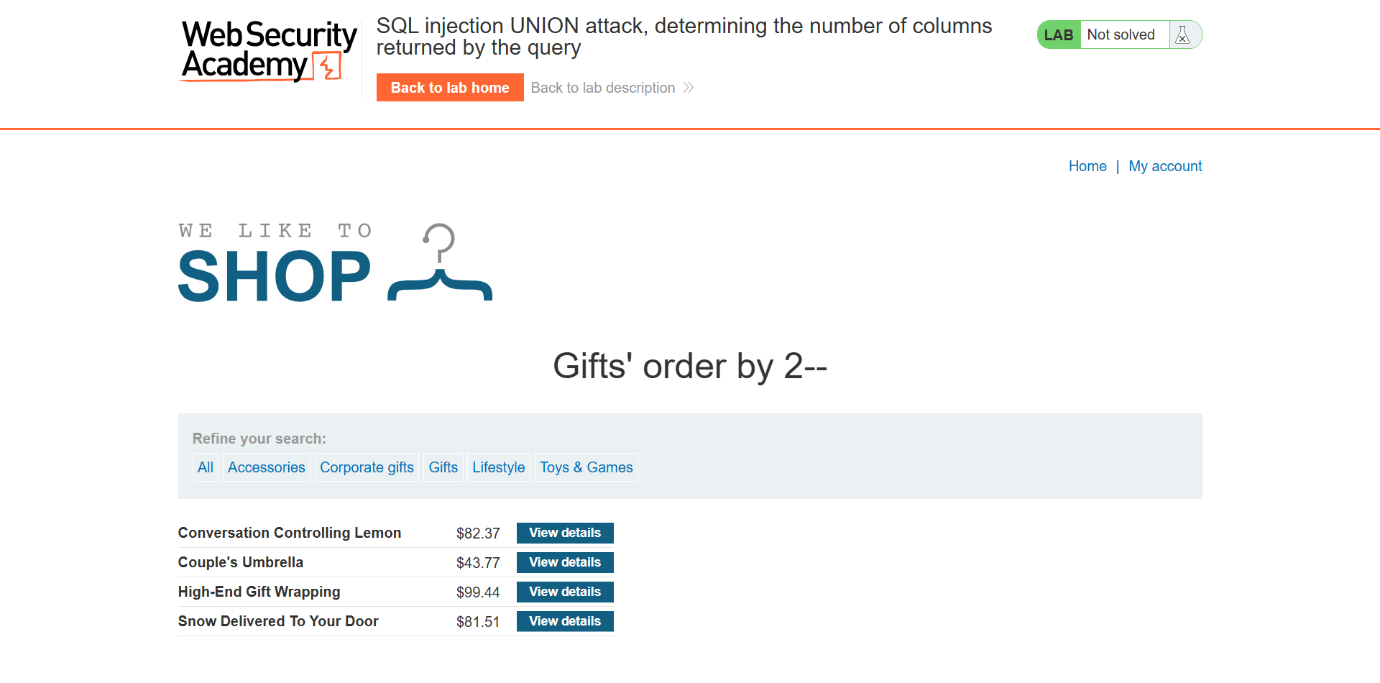 Web Security
Academy
SQL injection UNION attack, determining the number of columns
returned by the query
LAB Not solved
Back to lab home Back to lab description
Home | My account
WE LIKE TO
SHOP
Gifts' order by 2--
Refine your search:
All Accessories Corporate gifts Gifts Lifestyle Toys & Games
Conversation Controlling Lemon $82.37 View details
Couple's Umbrella $43.77 View details
High-End Gift Wrapping $99.44 View details
Snow Delivered To Your Door $81.51 View details